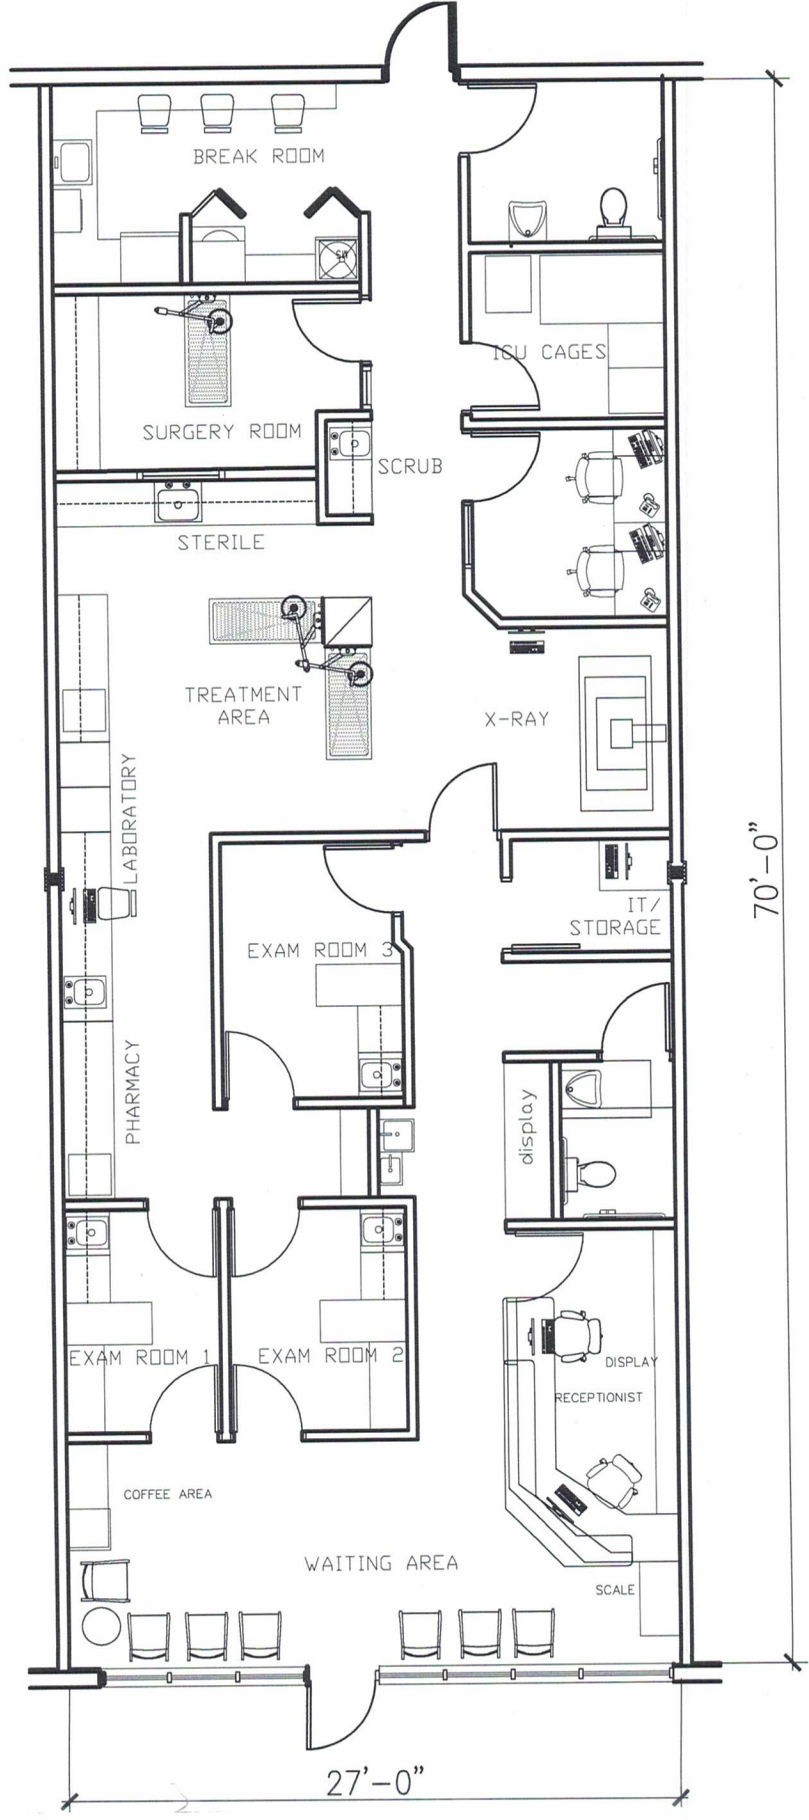 BREAK ROOM
ICU CAGES
SURGERY ROOM
SCRUB
STERILE
TREATMENT
AREA
X-RAY
LABORATORY
70'-0"
IT/
STORAGE
EXAM ROOM 3
PHARMACY
display
EXAM ROOM 1
EXAM ROOM 2
DISPLAY
RECEPTIONIST
COFFEE AREA
WAITING AREA
SCALE
27'-0"